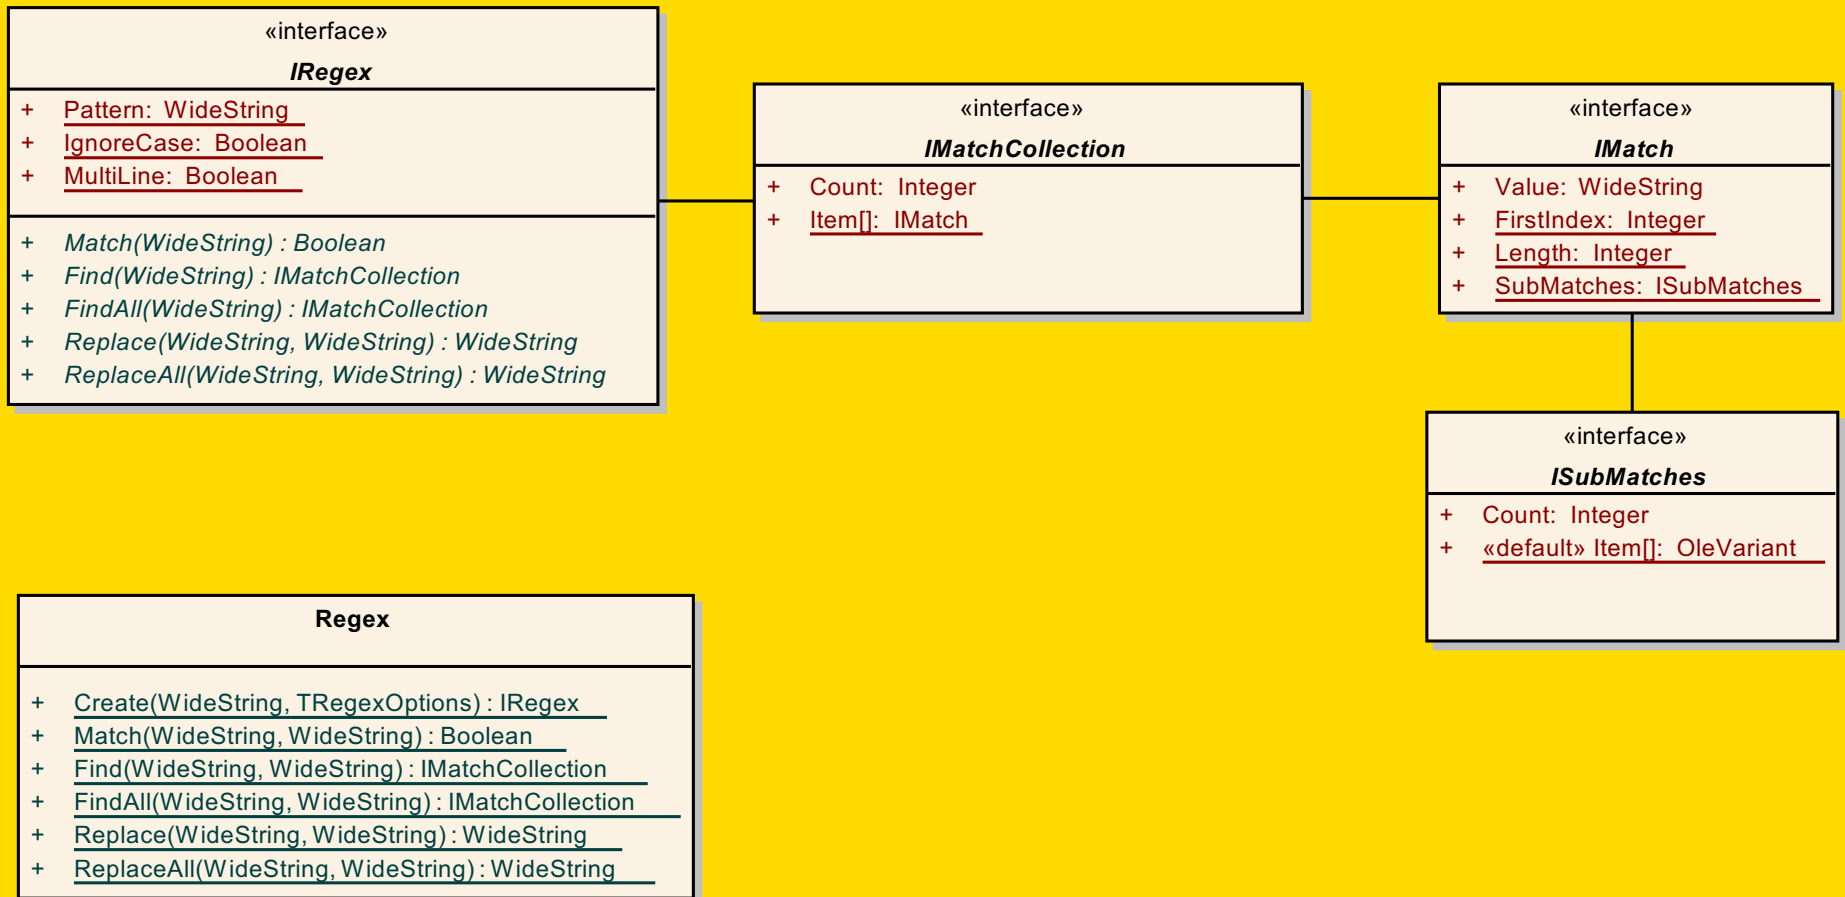 «interface»
IRegex
+ Pattern: WideString
+ IgnoreCase: Boolean
+ MultiLine: Boolean
+ Match(WideString) : Boolean
+ Find(WideString) : IMatchCollection
+ FindAll(WideString) : IMatchCollection
+ Replace(WideString, WideString) : WideString
+ ReplaceAll(WideString, WideString) : WideString
«interface»
IMatchCollection
+ Count: Integer
+ Item[]: IMatch
«interface»
IMatch
+ Value: WideString
+ FirstIndex: Integer
+ Length: Integer
+ SubMatches: ISubMatches
«interface»
ISubMatches
+ Count: Integer
+ «default» Item[]: OleVariant
Regex
+ Create(WideString, TRegexOptions) : IRegex
+ Match(WideString, WideString) : Boolean
+ Find(WideString, WideString) : IMatchCollection
+ FindAll(WideString, WideString) : IMatchCollection
+ Replace(WideString, WideString) : WideString
+ ReplaceAll(WideString, WideString) : WideString